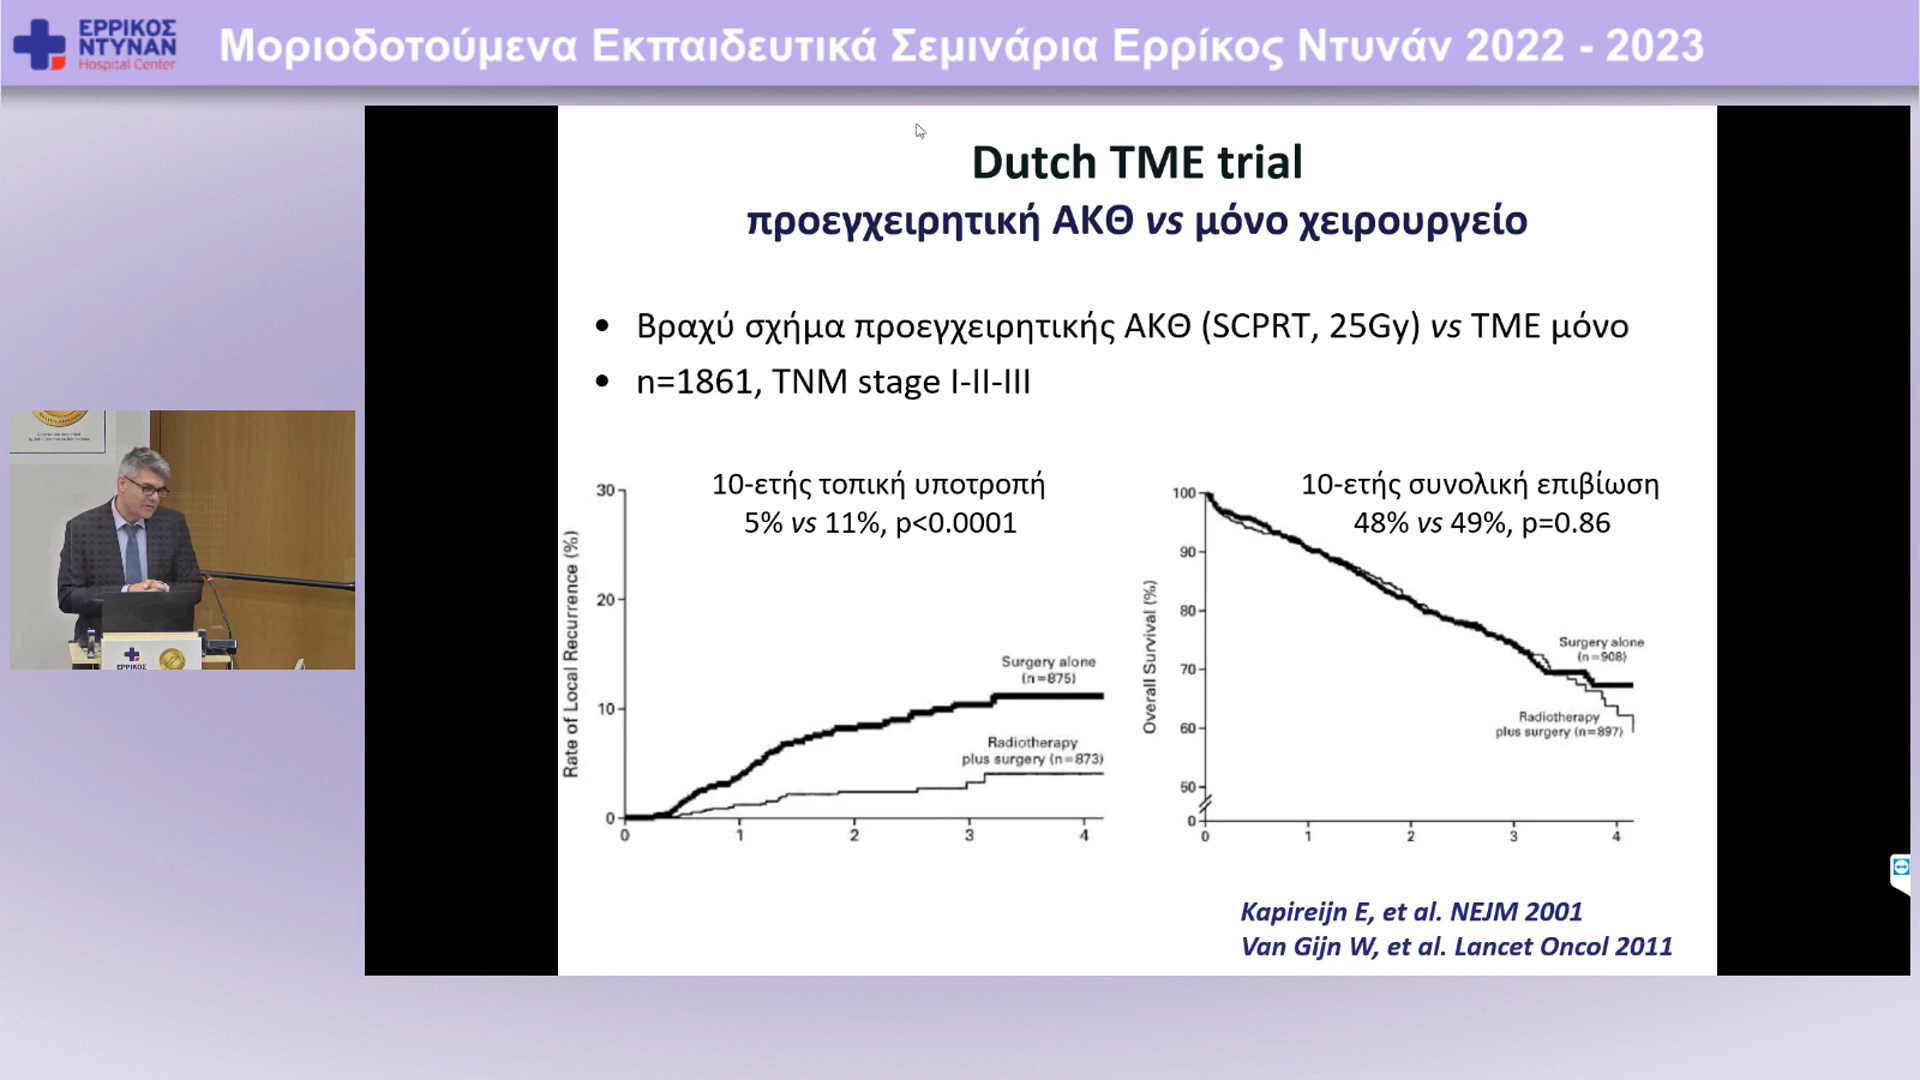 ΕΡΡΙΚΟΣ
ΝΤΥΝΑΝ
Hospital Center
Μοριοδοτούμενα Εκπαιδευτικά Σεμινάρια Ερρίκος Ντυνάν 2022 - 2023
Dutch TME trial
προεγχειρητική ΑΚΘ vs μόνο χειρουργείο
• Βραχύ σχήμα προεγχειρητικής ΑΚΘ (SCPRT, 25Gy) vs TME μόνο
• n=1861, TNM stage I-II-III
10-ετής τοπική υποτροπή
5% vs 11%, p<0.0001
Rate of Local Recurrence (%)
30
20
10
0
Surgery alone
(n=875)
Radiotherapy
plus surgery (n=873)
0 1 2 3 4
10-ετής συνολική επιβίωση
48% vs 49%, p=0.86
Overall Survival (%)
100
90
80
70
60
50
0
Surgery alone
(n=908)
Radiotherapy
plus surgery (n=897)
0 1 2 3 4
Kapireijn E, et al. NEJM 2001
Van Gijn W, et al. Lancet Oncol 2011
ΕΡΡΙΚΟΣ